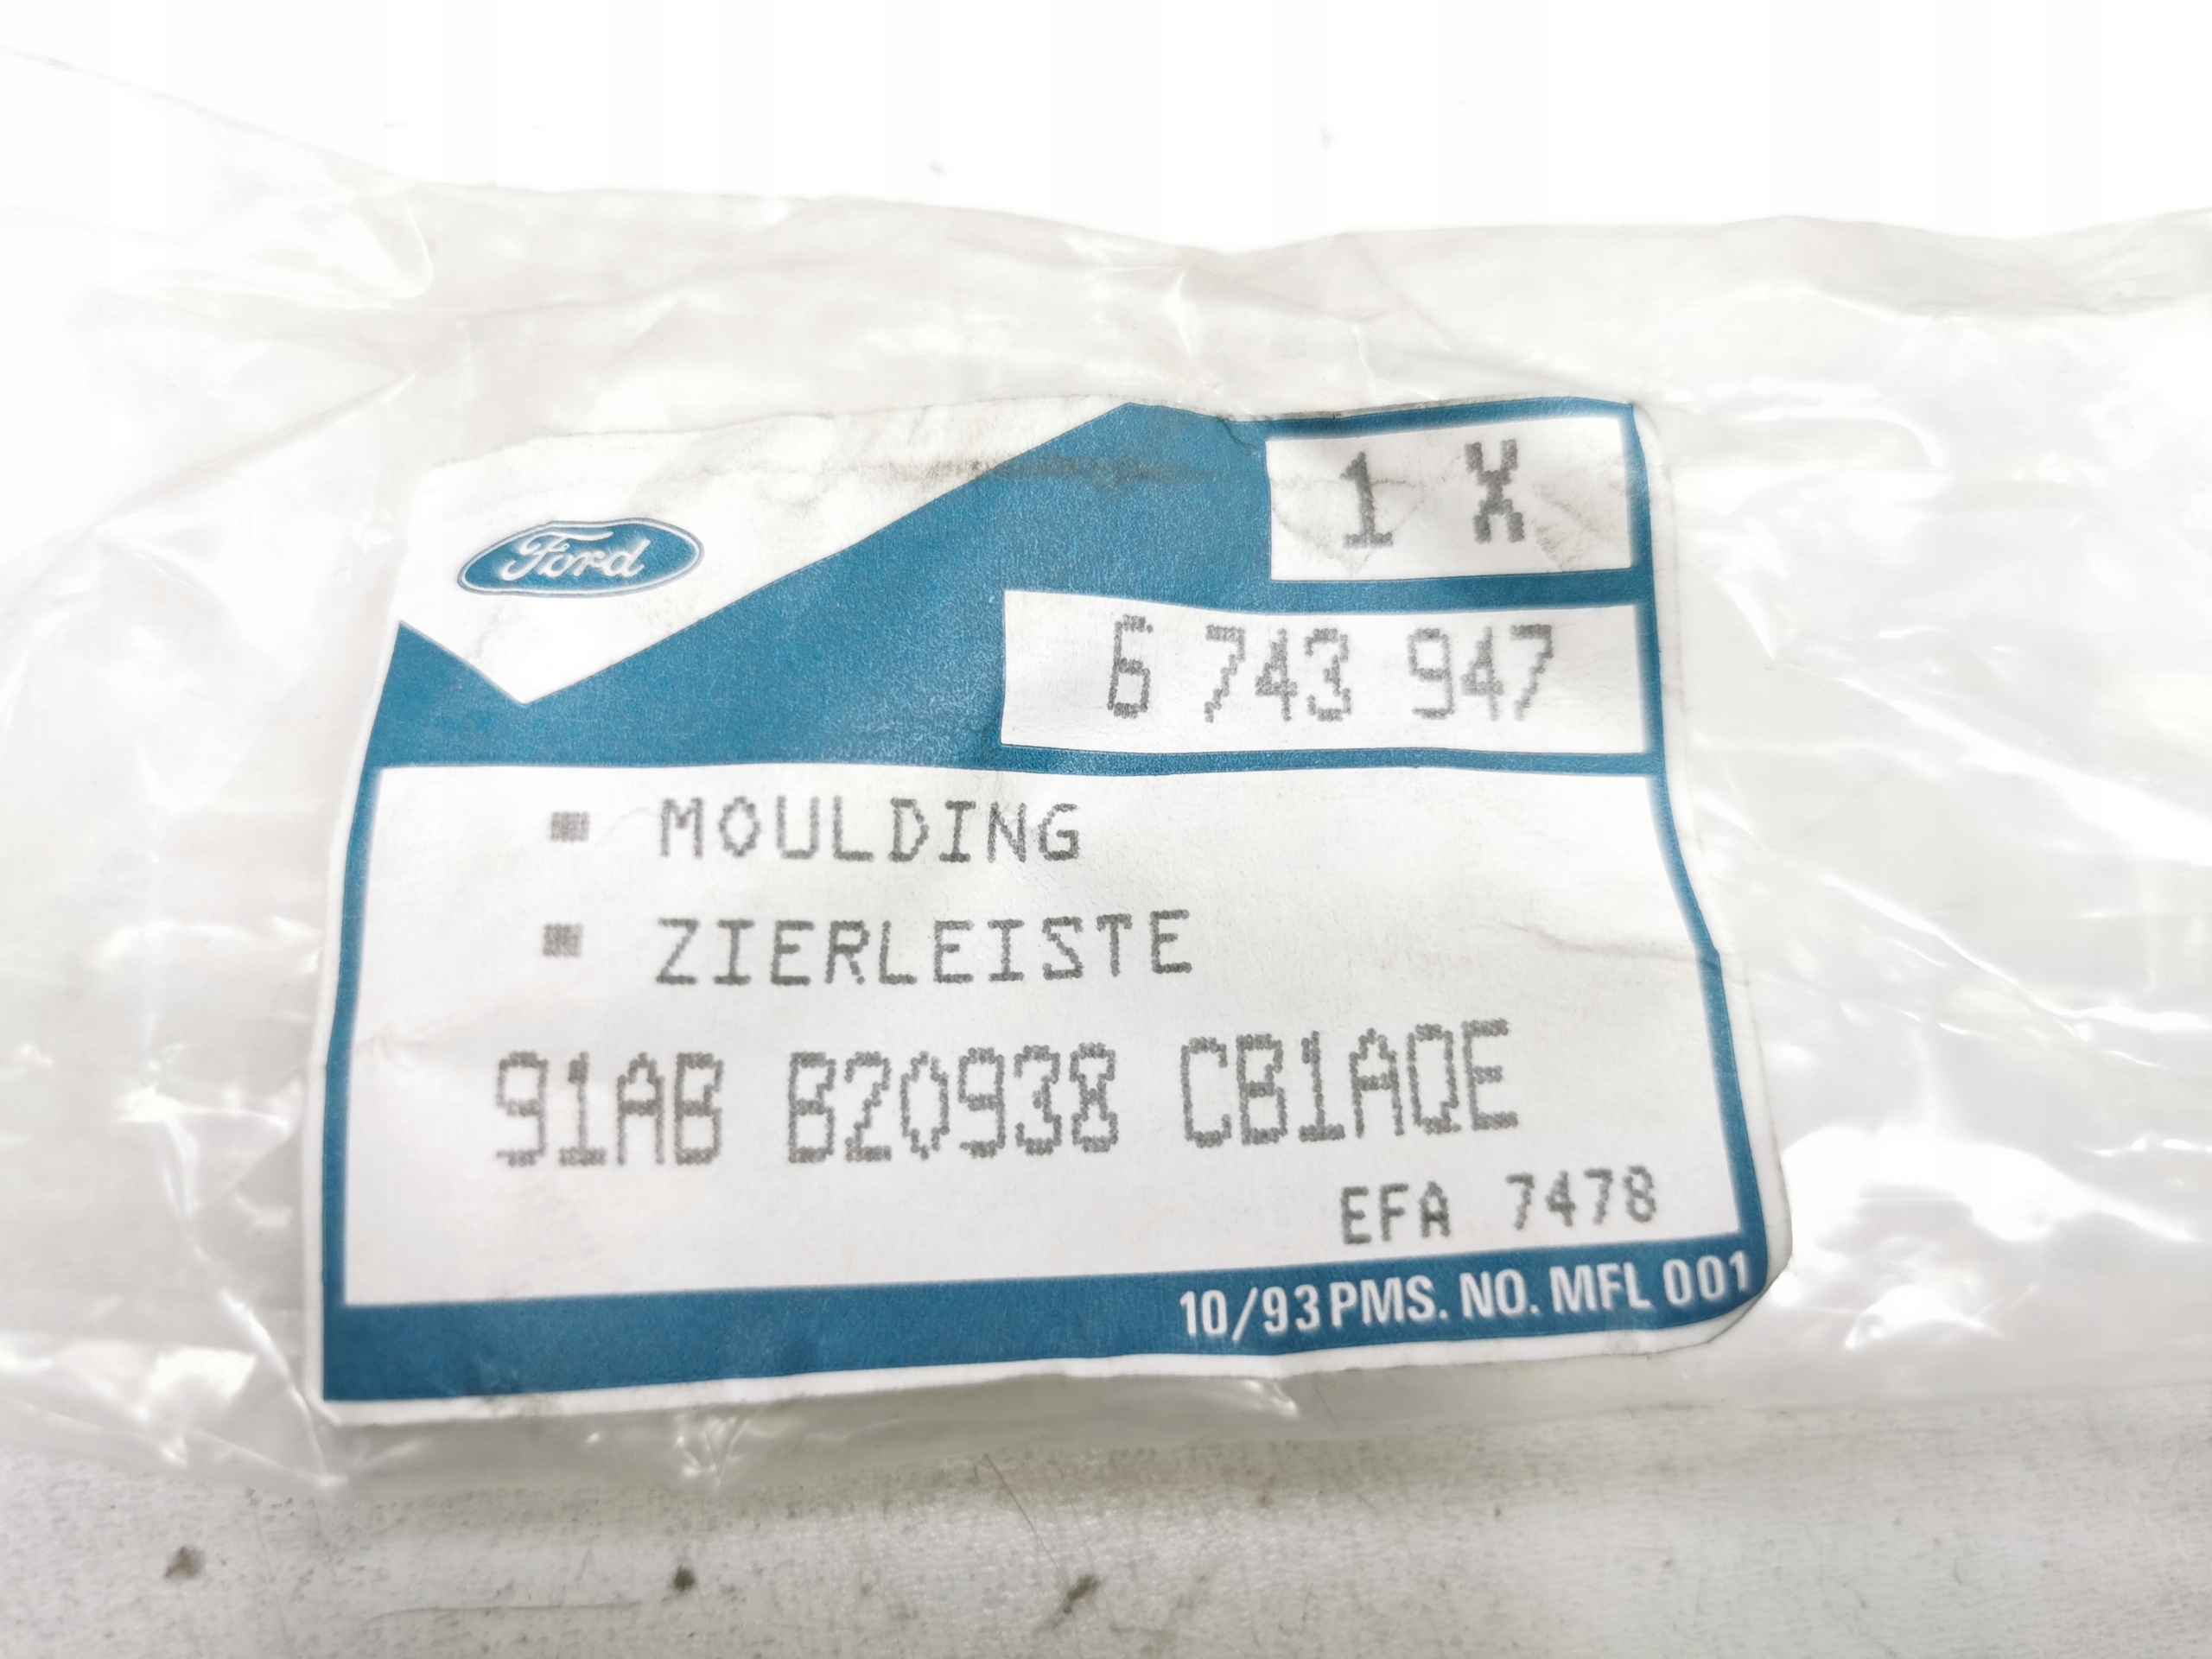 Ford
1 X
6 743 947
▪ MOULDING
▪ ZIERLEISTE
91AB B20938 CB1AQE
EFA 7478
10/93 PMS. NO. MFL 001